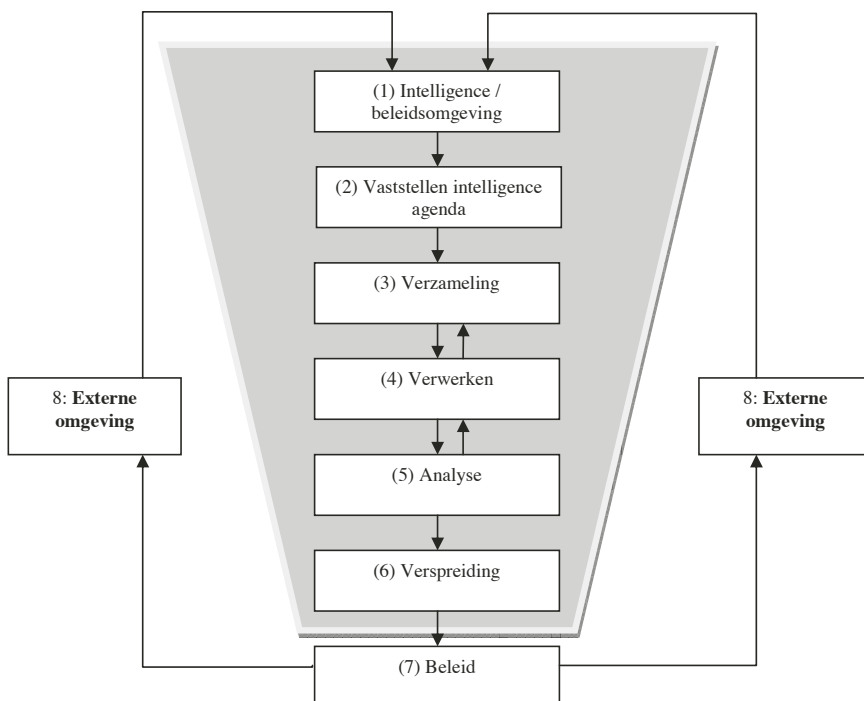 (1) Intelligence /
beleidsomgeving
(2) Vaststellen intelligence
agenda
(3) Verzameling
(4) Verwerken
8: Externe
omgeving
8: Externe
omgeving
(5) Analyse
(6) Verspreiding
(7) Beleid